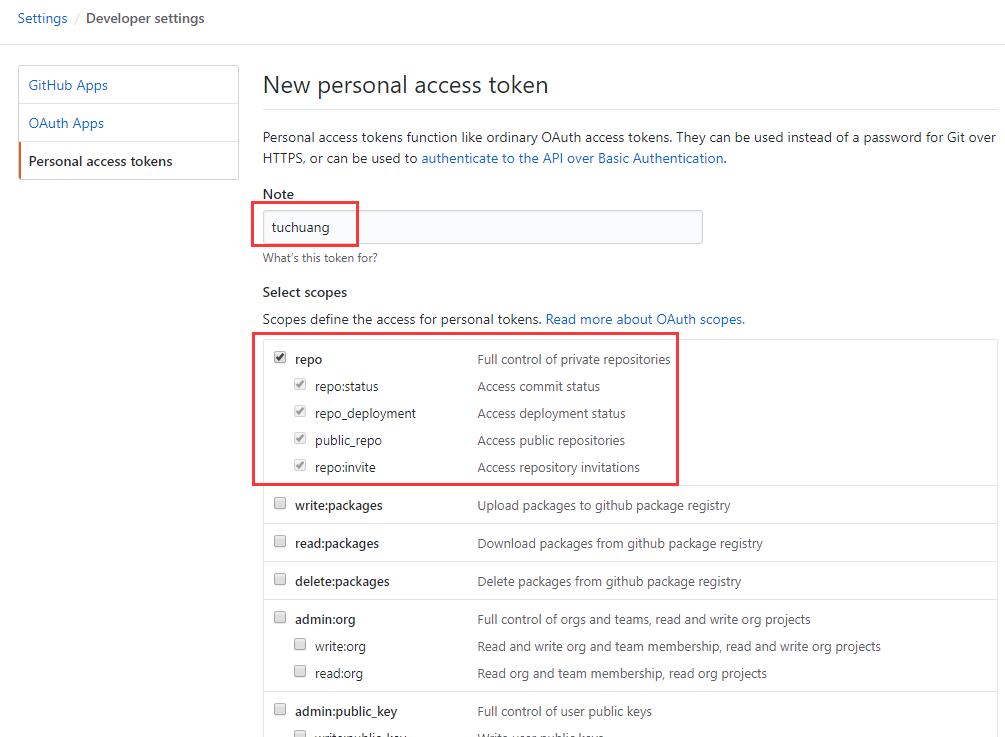 Settings / Developer settings
GitHub Apps
OAuth Apps
Personal access tokens
New personal access token
Personal access tokens function like ordinary OAuth access tokens. They can be used instead of a password for Git over
HTTPS, or can be used to authenticate to the API over Basic Authentication.
Note
tuchuang
What's this token for?
Select scopes
Scopes define the access for personal tokens. Read more about OAuth scopes.
repo Full control of private repositories
repo:status Access commit status
repo_deployment Access deployment status
public_repo Access public repositories
repo:invite Access repository invitations
write:packages Upload packages to github package registry
read:packages Download packages from github package registry
delete:packages Delete packages from github package registry
admin:org Full control of orgs and teams, read and write org projects
write:org Read and write org and team membership, read and write org projects
read:org Read org and team membership, read org projects
admin:public_key Full control of user public keys
write:public_key Write user public keys